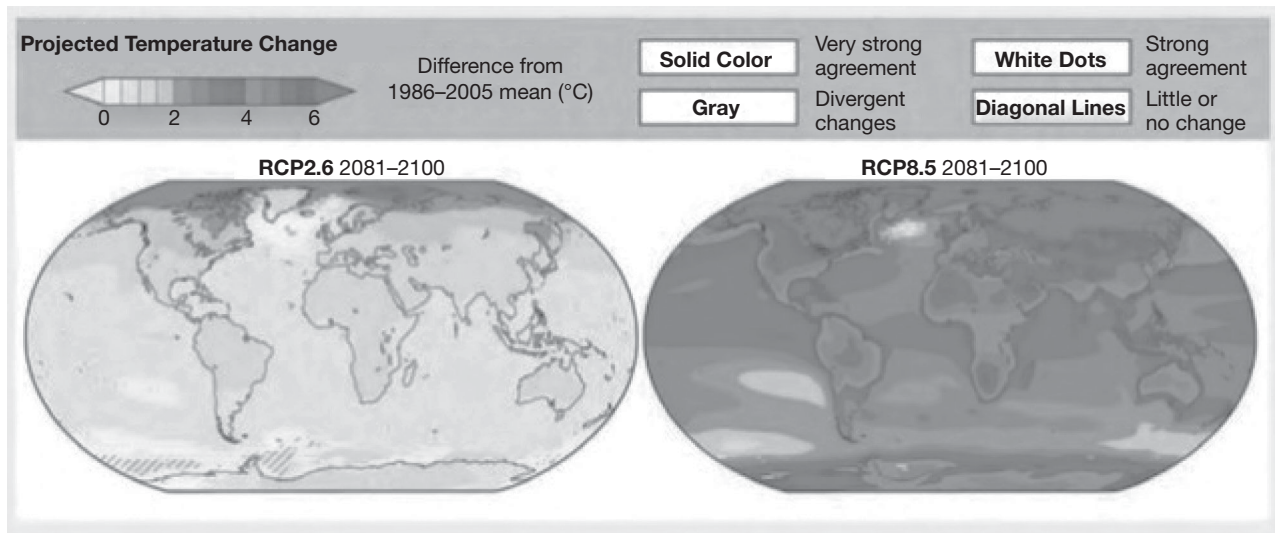 Projected Temperature Change
0 2 4 6
Difference from
1986–2005 mean (°C)
Solid Color
Very strong
agreement
Gray
Divergent
changes
White Dots
Strong
agreement
Diagonal Lines
Little or
no change
RCP2.6 2081–2100
RCP8.5 2081–2100